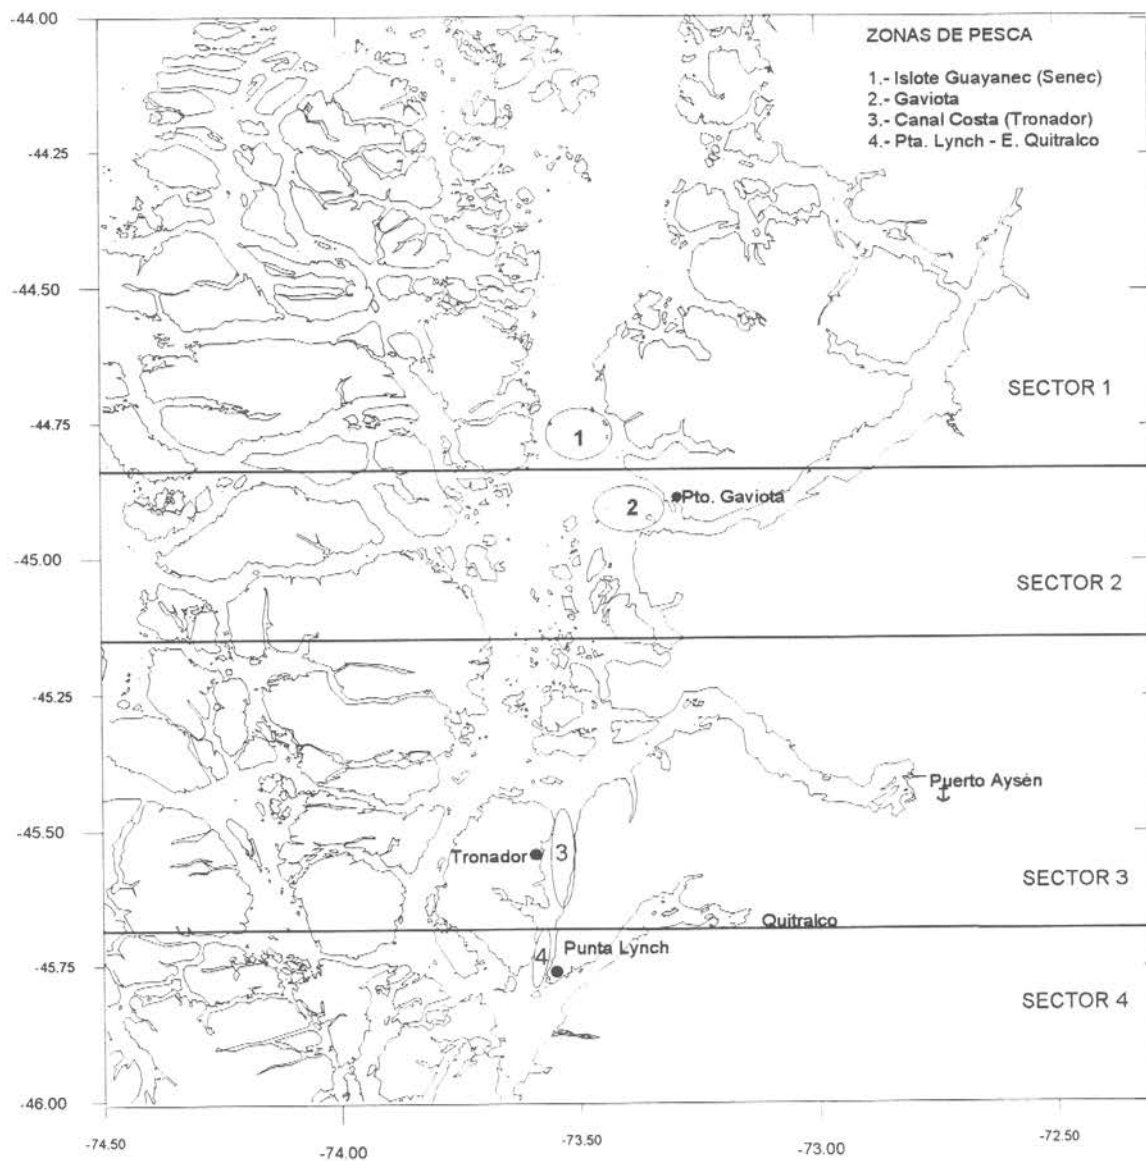 -44.00
ZONAS DE PESCA
1.- Islote Guayanec (Senec)
2.- Gaviota
3.- Canal Costa (Tronador)
4.- Pta. Lynch - E. Quitralco
-44.25
-44.50
SECTOR 1
-44.75
1
2
Pto. Gaviota
-45.00
SECTOR 2
-45.25
Puerto Aysén
-45.50
Tronador
3
SECTOR 3
Quitralco
Punta Lynch
4
-45.75
SECTOR 4
-46.00
-74.50
-74.00
-73.50
-73.00
-72.50